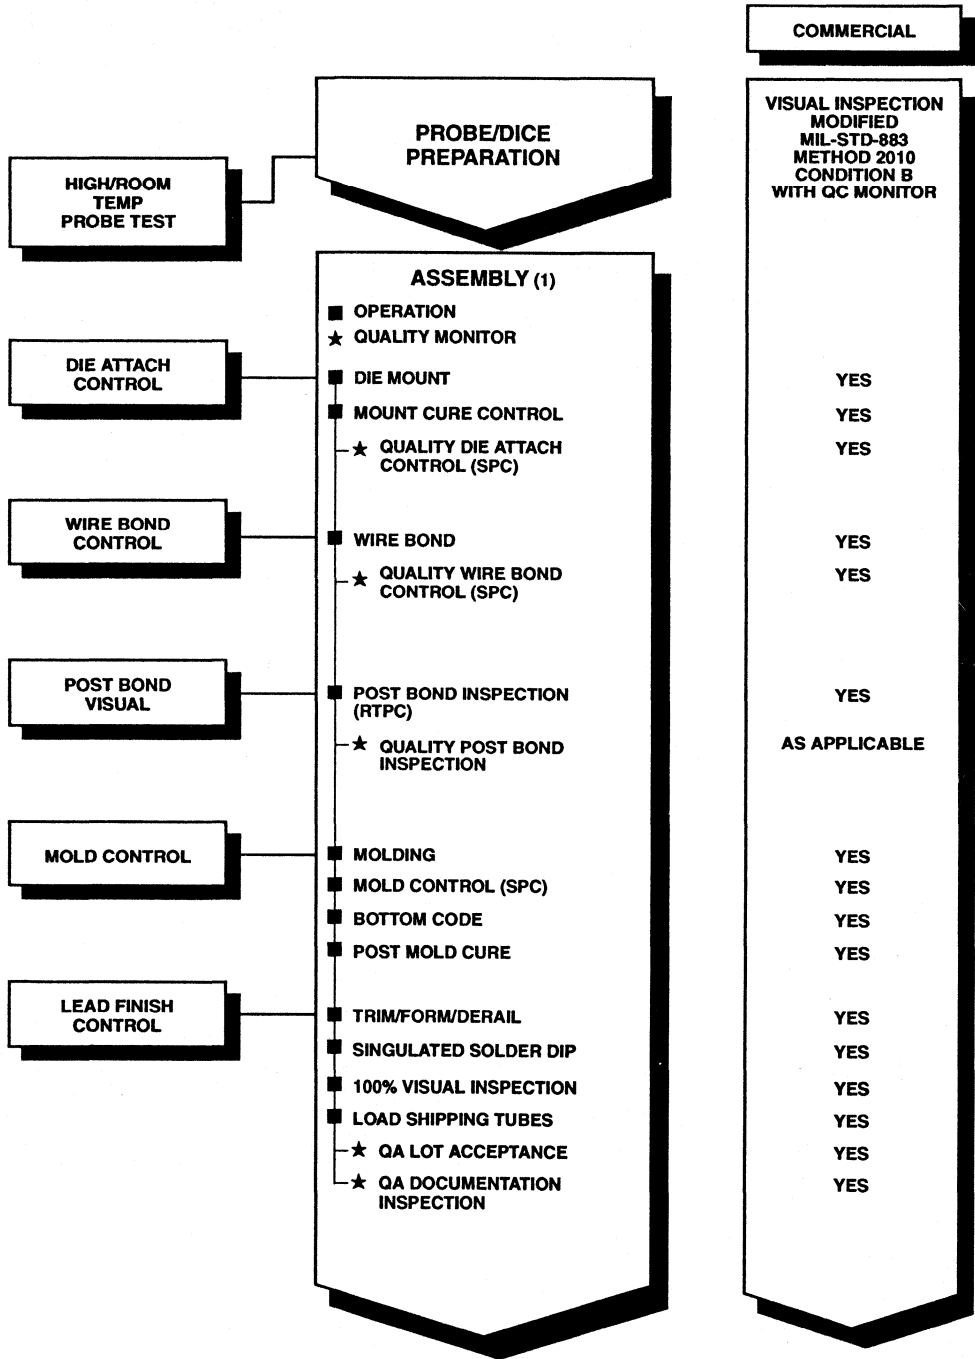 COMMERCIAL
PROBE/DICE
PREPARATION
VISUAL INSPECTION
MODIFIED
MIL-STD-883
METHOD 2010
CONDITION B
WITH QC MONITOR
HIGH/ROOM
TEMP
PROBE TEST
ASSEMBLY (1)
■ OPERATION
★ QUALITY MONITOR
DIE ATTACH
CONTROL
■ DIE MOUNT
YES
■ MOUNT CURE CONTROL
YES
★ QUALITY DIE ATTACH
CONTROL (SPC)
YES
WIRE BOND
CONTROL
■ WIRE BOND
YES
★ QUALITY WIRE BOND
CONTROL (SPC)
YES
POST BOND
VISUAL
■ POST BOND INSPECTION
(RTPC)
YES
★ QUALITY POST BOND
INSPECTION
AS APPLICABLE
MOLD CONTROL
■ MOLDING
YES
■ MOLD CONTROL (SPC)
YES
■ BOTTOM CODE
YES
■ POST MOLD CURE
YES
LEAD FINISH
CONTROL
■ TRIM/FORM/DERAIL
YES
■ SINGULATED SOLDER DIP
YES
■ 100% VISUAL INSPECTION
YES
■ LOAD SHIPPING TUBES
YES
★ QA LOT ACCEPTANCE
YES
★ QA DOCUMENTATION
INSPECTION
YES